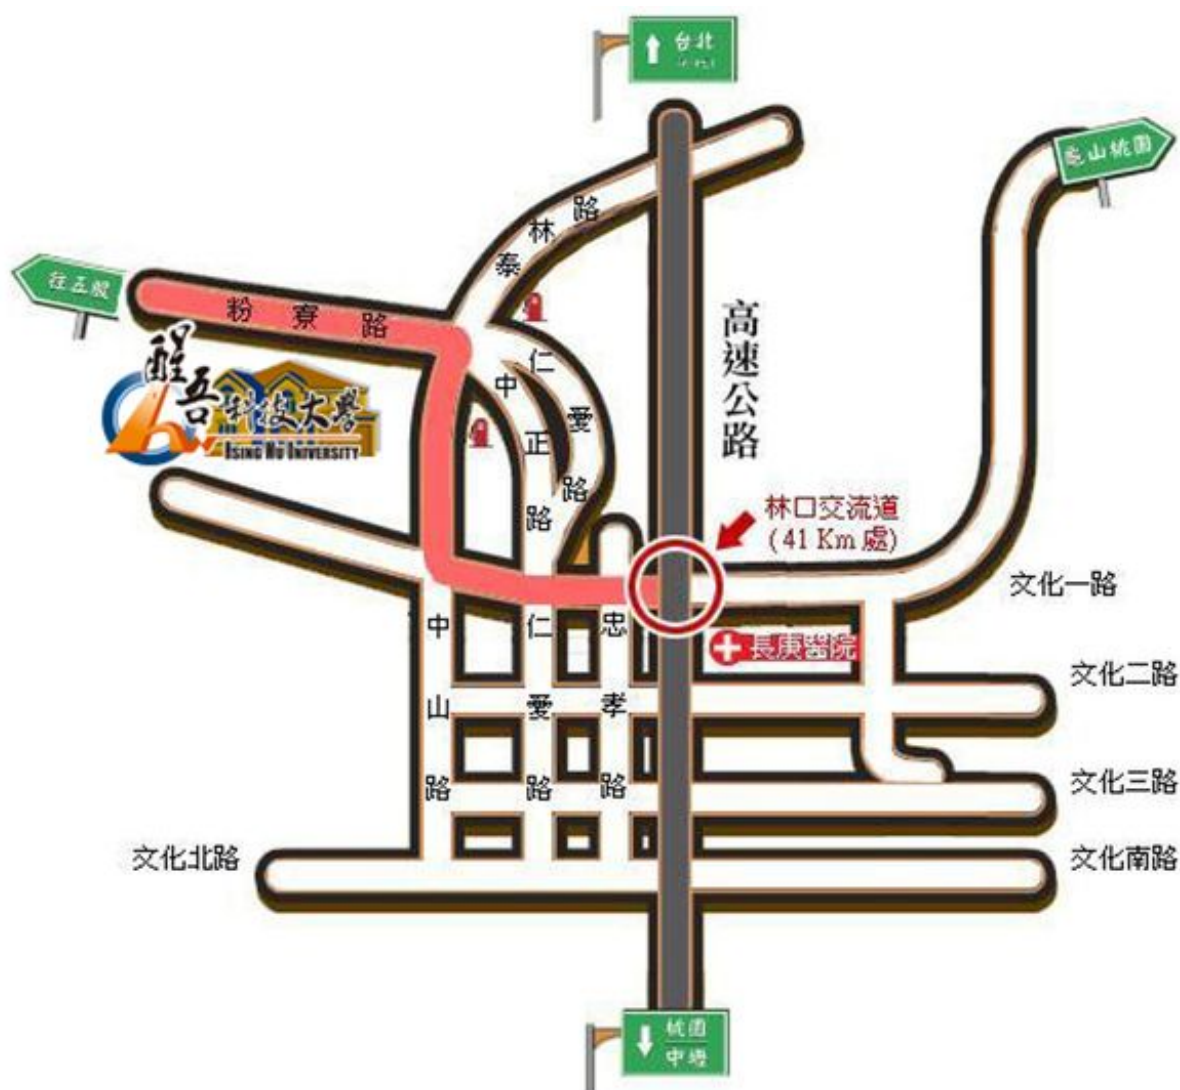 台北
龜山桃園
泰林路
往五股
粉寮路
高速公路
仁愛路
中正路
醒吾科技大學
HSING WU UNIVERSITY
林口交流道
(41 Km 處)
文化一路
長庚醫院
中山路
仁愛路
忠孝路
文化二路
文化三路
文化北路
文化南路
桃園
中壢